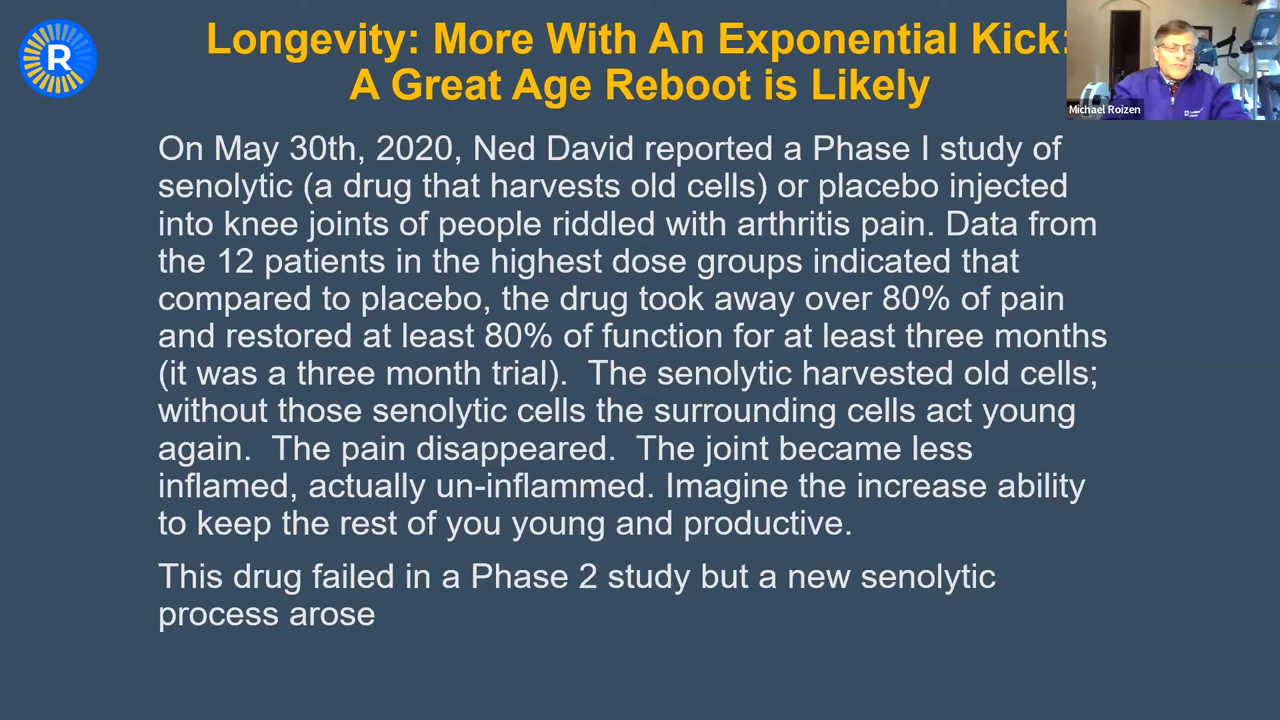 R
Longevity: More With An Exponential Kick:
A Great Age Reboot is Likely
Michael Roizen
On May 30th, 2020, Ned David reported a Phase I study of
senolytic (a drug that harvests old cells) or placebo injected
into knee joints of people riddled with arthritis pain. Data from
the 12 patients in the highest dose groups indicated that
compared to placebo, the drug took away over 80% of pain
and restored at least 80% of function for at least three months
(it was a three month trial).  The senolytic harvested old cells;
without those senolytic cells the surrounding cells act young
again.  The pain disappeared.  The joint became less
inflamed, actually un-inflammed. Imagine the increase ability
to keep the rest of you young and productive.
This drug failed in a Phase 2 study but a new senolytic
process arose